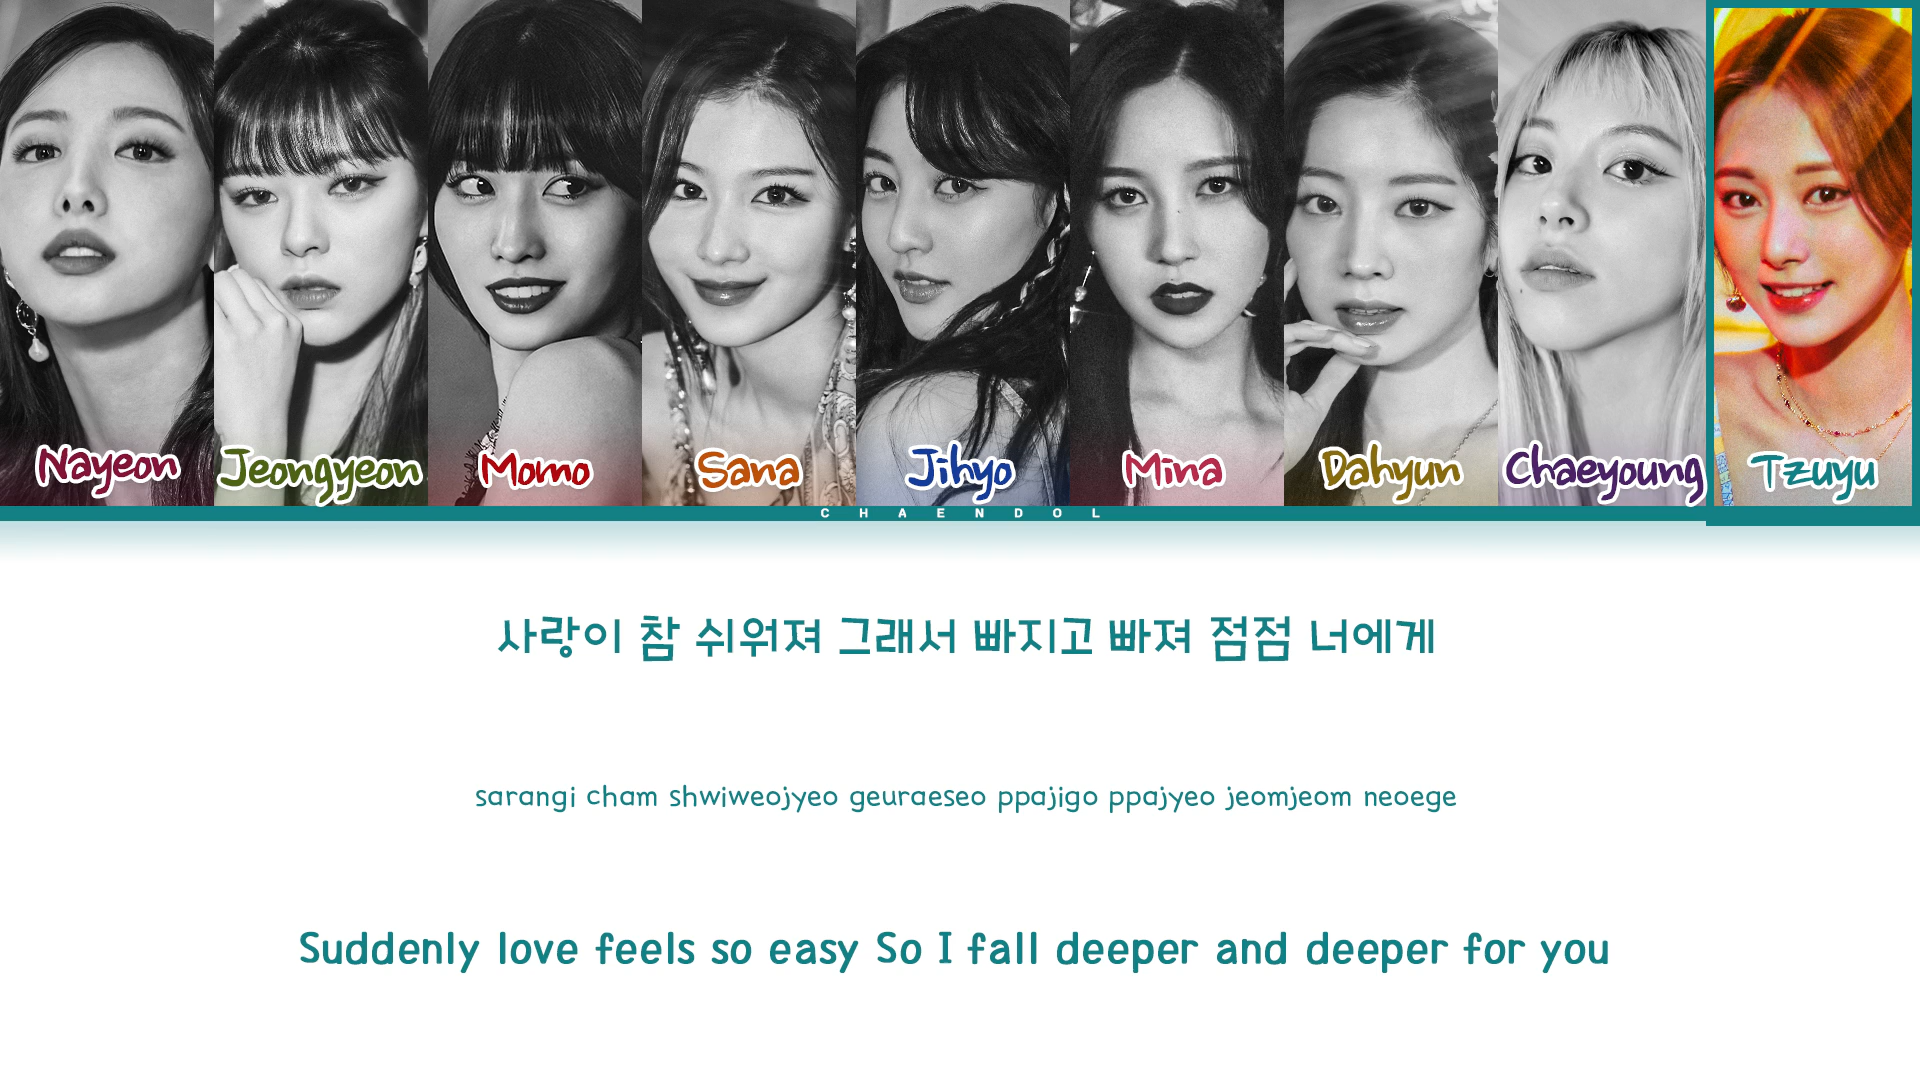 Nayeon Jeongyeon Momo Sana Jihyo Mina Dahyun Chaeyoung Tzuyu
CHAENDOL
사랑이 참 쉬워져 그래서 빠지고 빠져 점점 너에게
sarangi cham shwiweojyeo geuraeseo ppajigo ppajyeo jeomjeom neoege
Suddenly love feels so easy So I fall deeper and deeper for you